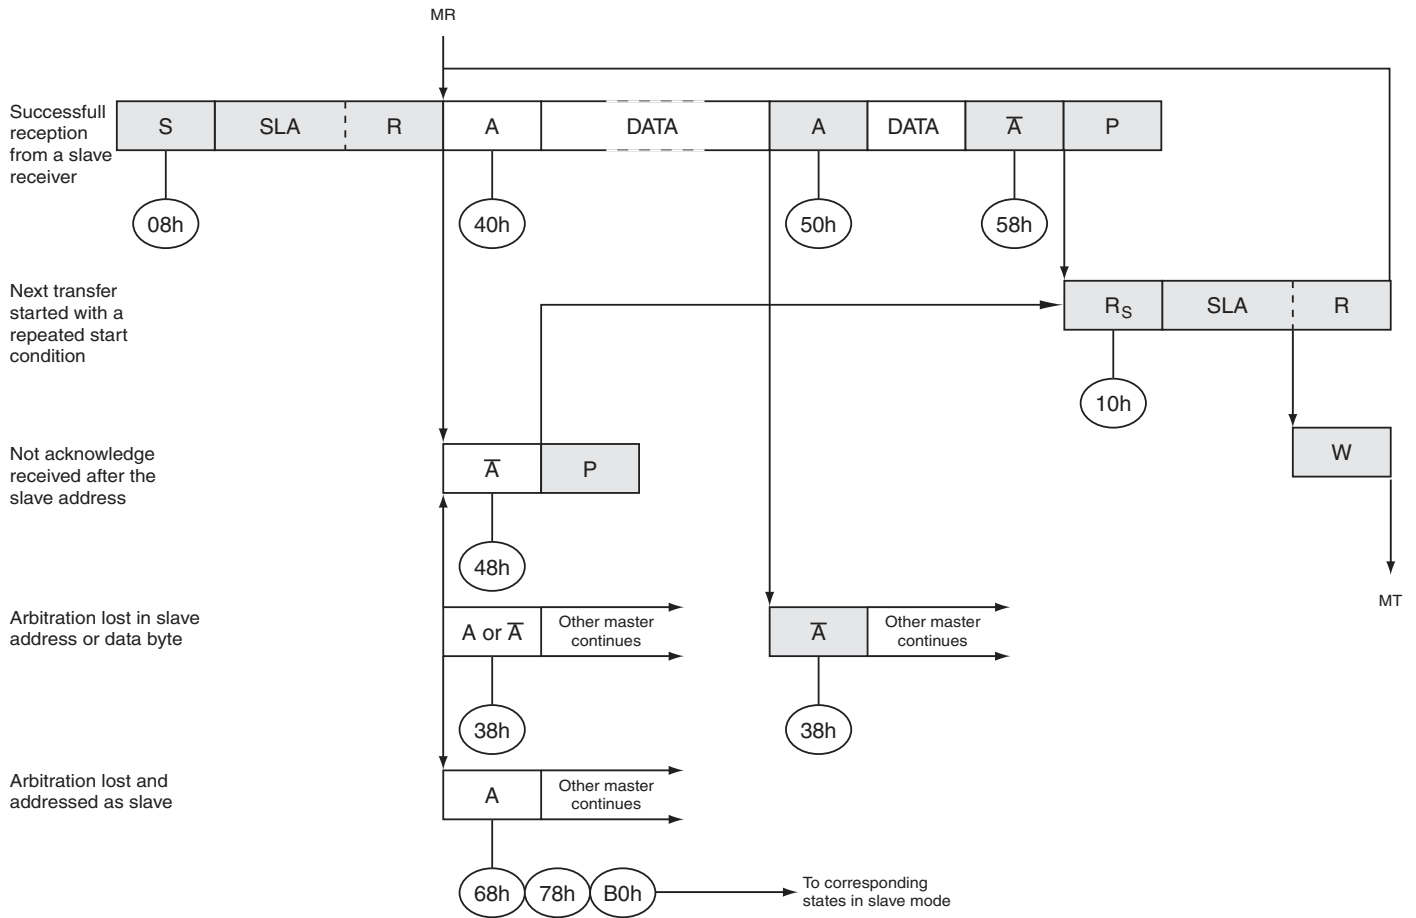 MR
Successfull
reception
from a slave
receiver
S SLA R A DATA A DATA A̅ P
08h 40h 50h 58h
Next transfer
started with a
repeated start
condition
RS SLA R
10h
Not acknowledge
received after the
slave address
A̅ P
W
48h
MT
Arbitration lost in slave
address or data byte
A or A̅
Other master
continues
A̅
Other master
continues
38h 38h
Arbitration lost and
addressed as slave
A
Other master
continues
68h 78h B0h
To corresponding
states in slave mode